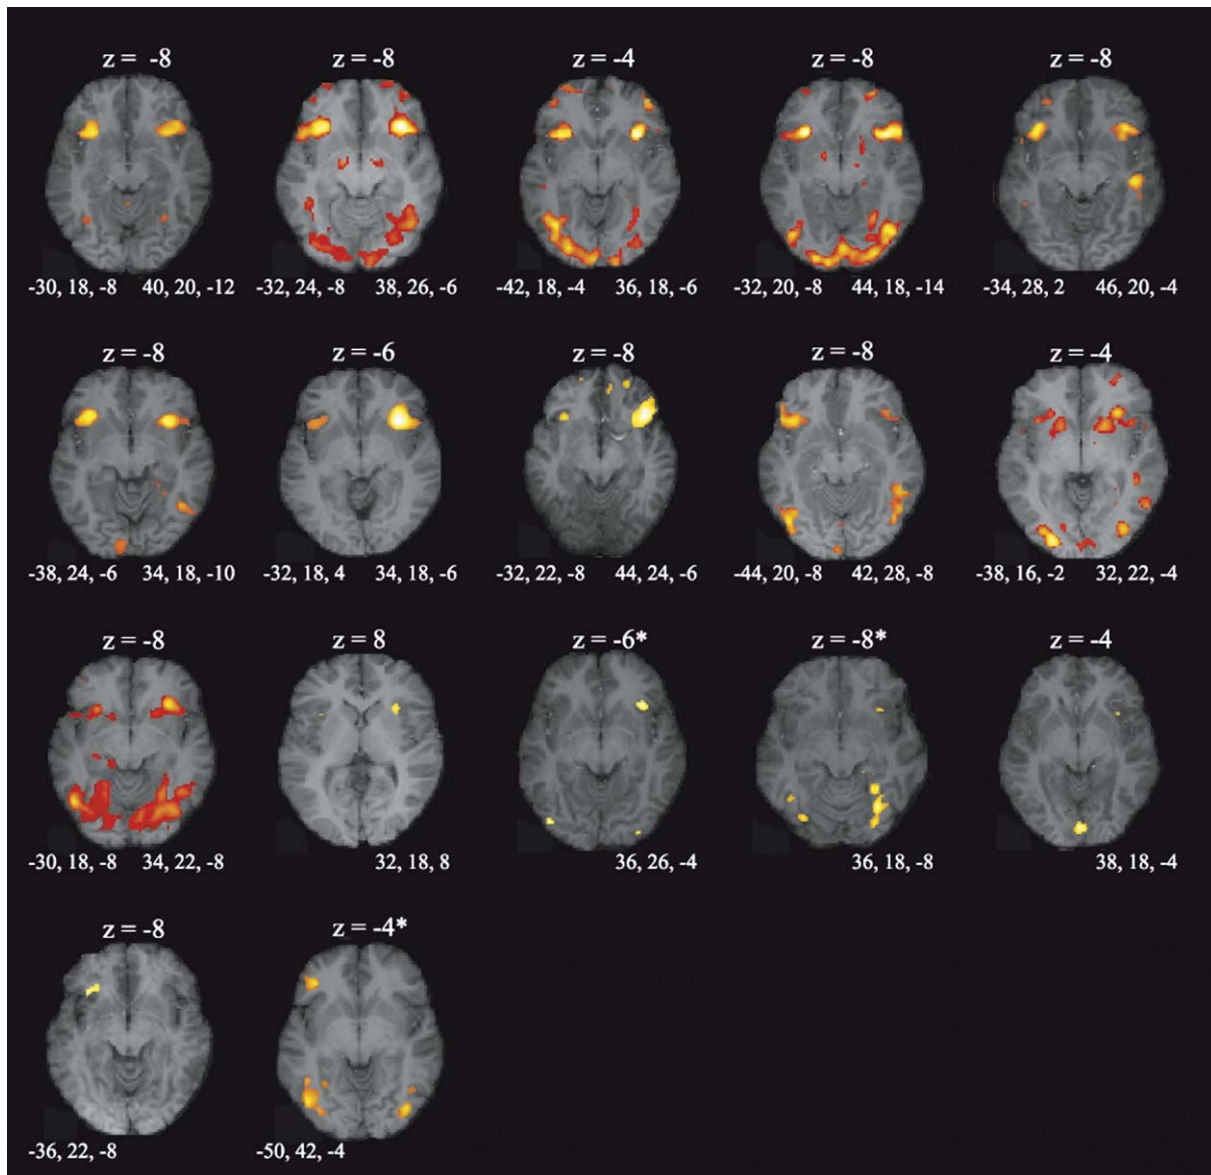 z = -8 z = -8 z = -4 z = -8 z = -8
-30, 18, -8 40, 20, -12 -32, 24, -8 38, 26, -6 -42, 18, -4 36, 18, -6 -32, 20, -8 44, 18, -14 -34, 28, 2 46, 20, -4
z = -8 z = -6 z = -8 z = -8 z = -4
-38, 24, -6 34, 18, -10 -32, 18, 4 34, 18, -6 -32, 22, -8 44, 24, -6 -44, 20, -8 42, 28, -8 -38, 16, -2 32, 22, -4
z = -8 z = 8 z = -6* z = -8* z = -4
-30, 18, -8 34, 22, -8 32, 18, 8 36, 26, -4 36, 18, -8 38, 18, -4
z = -8 z = -4*
-36, 22, -8 -50, 42, -4